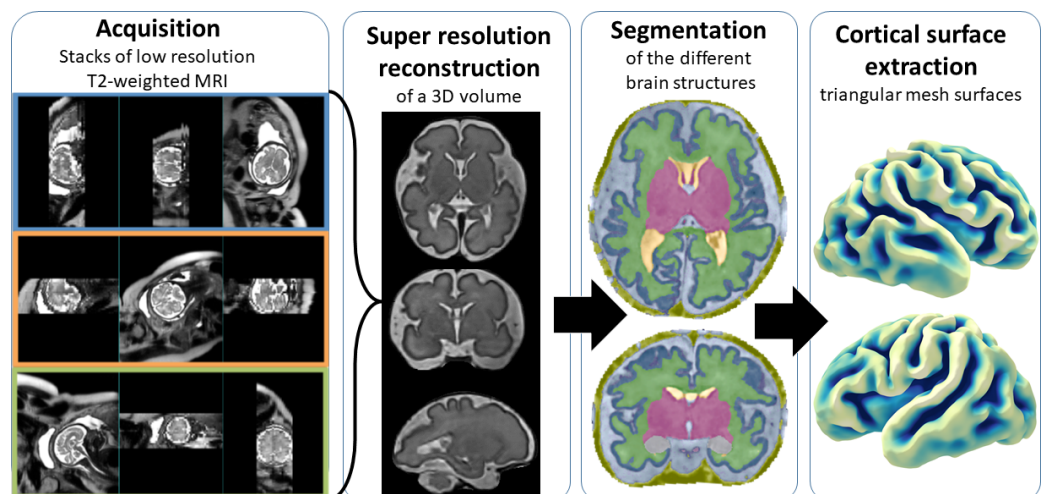 Acquisition
Stacks of low resolution
T2-weighted MRI
Super resolution
reconstruction
of a 3D volume
Segmentation
of the different
brain structures
Cortical surface
extraction
triangular mesh surfaces